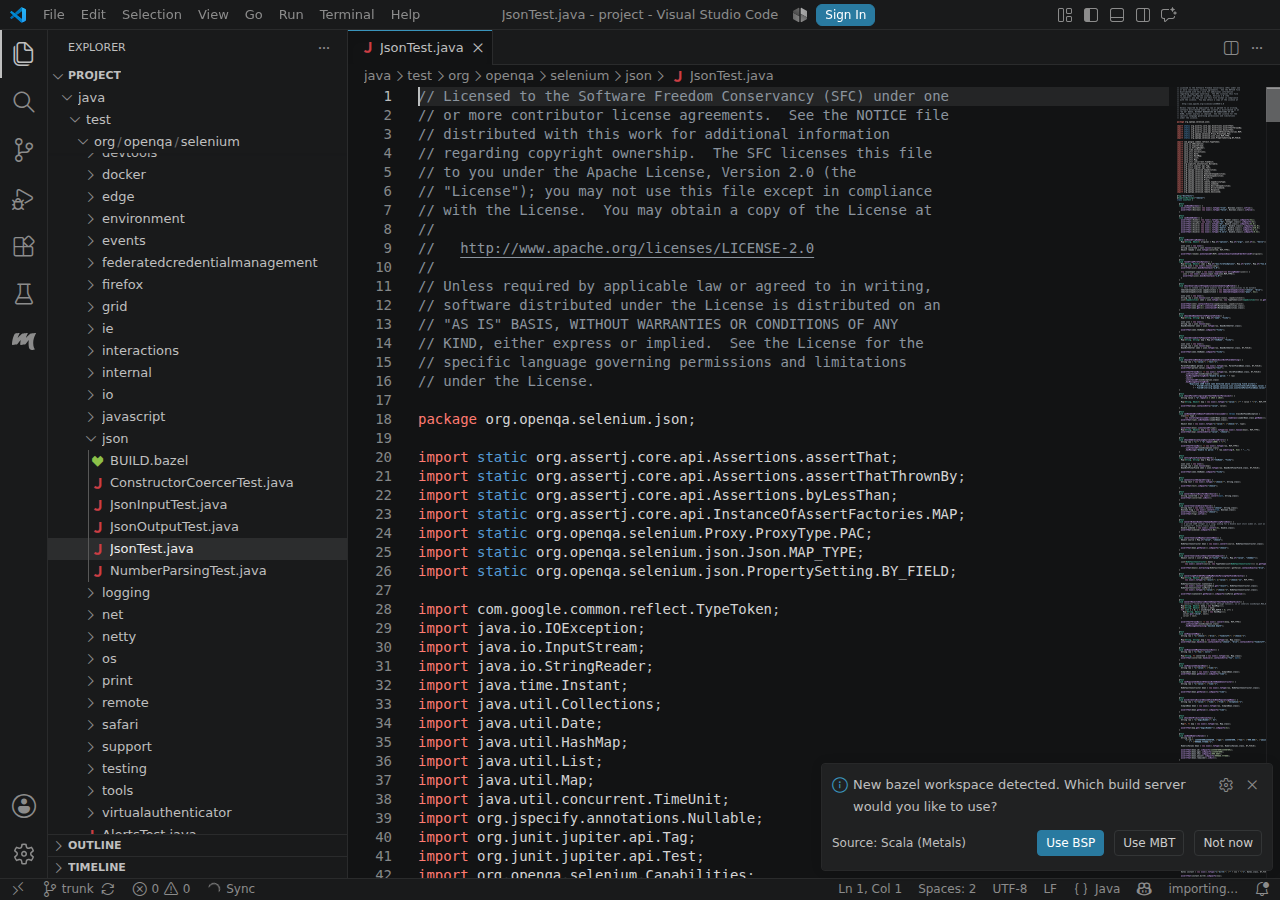 File Edit Selection View Go Run Terminal Help
JsonTest.java - project - Visual Studio Code
Sign In
EXPLORER
PROJECT
java
test
org/openqa/selenium
devtools
docker
edge
environment
events
federatedcredentialmanagement
firefox
grid
ie
interactions
internal
io
javascript
json
BUILD.bazel
ConstructorCoercerTest.java
JsonInputTest.java
JsonOutputTest.java
JsonTest.java
NumberParsingTest.java
logging
net
netty
os
print
remote
safari
support
testing
tools
virtualauthenticator
AlertsTest.java
OUTLINE
TIMELINE
JsonTest.java
java > test > org > openqa > selenium > json > JsonTest.java
1 // Licensed to the Software Freedom Conservancy (SFC) under one
2 // or more contributor license agreements.  See the NOTICE file
3 // distributed with this work for additional information
4 // regarding copyright ownership.  The SFC licenses this file
5 // to you under the Apache License, Version 2.0 (the
6 // "License"); you may not use this file except in compliance
7 // with the License.  You may obtain a copy of the License at
8 //
9 //   http://www.apache.org/licenses/LICENSE-2.0
10 //
11 // Unless required by applicable law or agreed to in writing,
12 // software distributed under the License is distributed on an
13 // "AS IS" BASIS, WITHOUT WARRANTIES OR CONDITIONS OF ANY
14 // KIND, either express or implied.  See the License for the
15 // specific language governing permissions and limitations
16 // under the License.
17
18 package org.openqa.selenium.json;
19
20 import static org.assertj.core.api.Assertions.assertThat;
21 import static org.assertj.core.api.Assertions.assertThatThrownBy;
22 import static org.assertj.core.api.Assertions.byLessThan;
23 import static org.assertj.core.api.InstanceOfAssertFactories.MAP;
24 import static org.openqa.selenium.Proxy.ProxyType.PAC;
25 import static org.openqa.selenium.json.Json.MAP_TYPE;
26 import static org.openqa.selenium.json.PropertySetting.BY_FIELD;
27
28 import com.google.common.reflect.TypeToken;
29 import java.io.IOException;
30 import java.io.InputStream;
31 import java.io.StringReader;
32 import java.time.Instant;
33 import java.util.Collections;
34 import java.util.Date;
35 import java.util.HashMap;
36 import java.util.List;
37 import java.util.Map;
38 import java.util.concurrent.TimeUnit;
39 import org.jspecify.annotations.Nullable;
40 import org.junit.jupiter.api.Tag;
41 import org.junit.jupiter.api.Test;
42 import org.openqa.selenium.Capabilities;
New bazel workspace detected. Which build server
would you like to use?
Source: Scala (Metals)
Use BSP
Use MBT
Not now
trunk
0 0
Sync
Ln 1, Col 1
Spaces: 2
UTF-8
LF
{ } Java
importing...